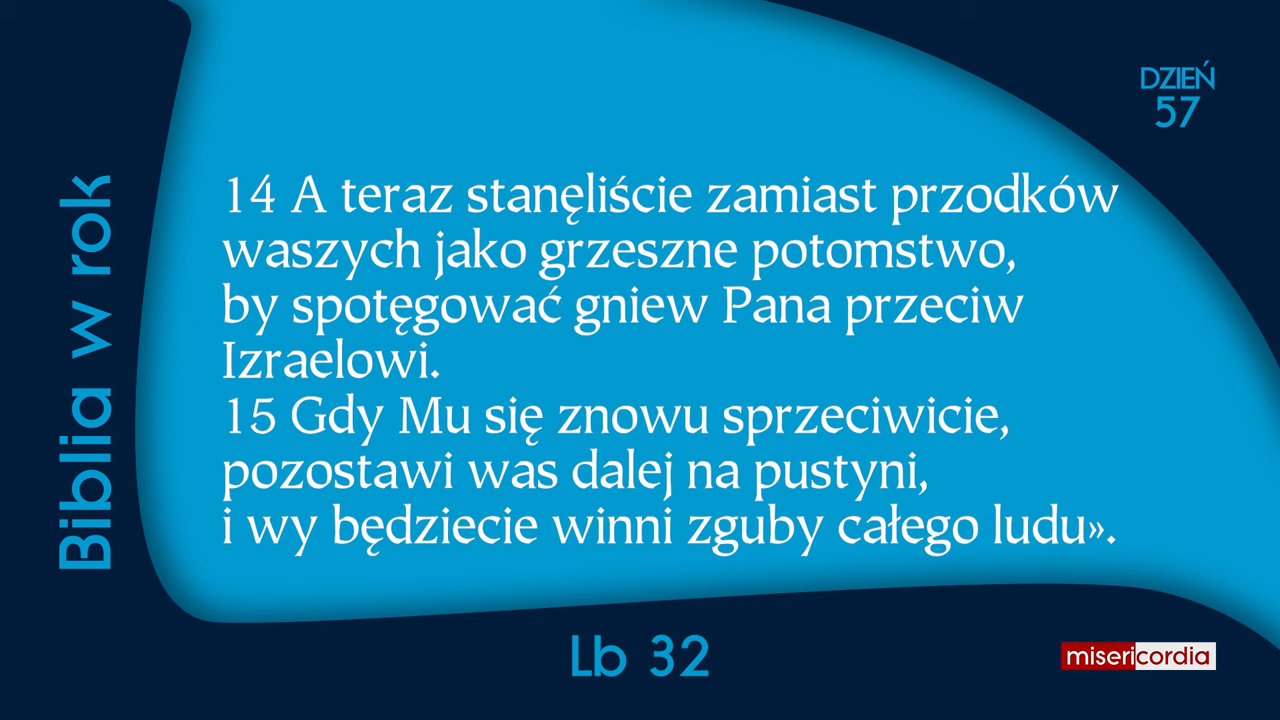 DZIEŃ
57
Biblia w rok
14 A teraz stanęliście zamiast przodków
waszych jako grzeszne potomstwo,
by spotęgować gniew Pana przeciw
Izraelowi.
15 Gdy Mu się znowu sprzeciwicie,
pozostawi was dalej na pustyni,
i wy będziecie winni zguby całego ludu».
Lb 32
misericordia